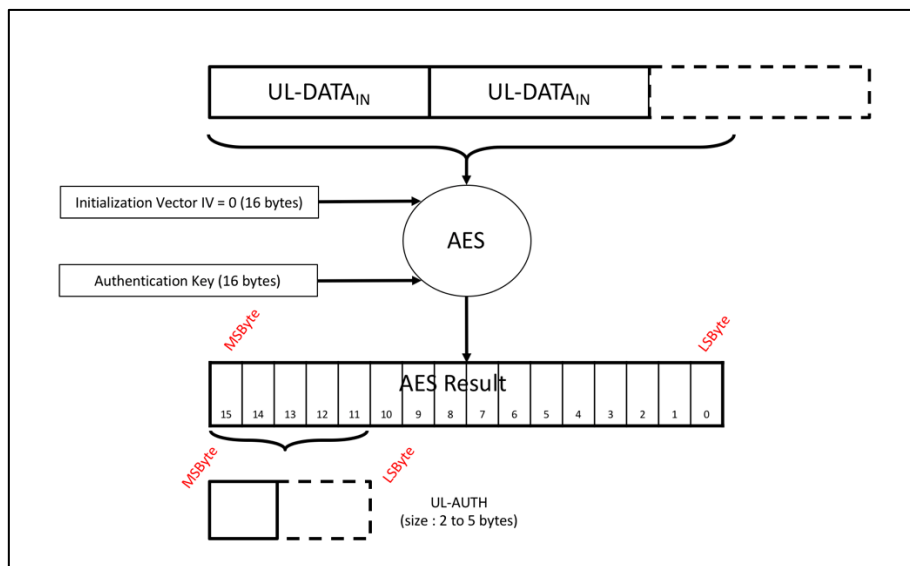 UL-DATAIN UL-DATAIN
Initialization Vector IV = 0 (16 bytes)
AES
Authentication Key (16 bytes)
MSByte LSByte
AES Result
15 14 13 12 11 10 9 8 7 6 5 4 3 2 1 0
MSByte LSByte
UL-AUTH
(size : 2 to 5 bytes)